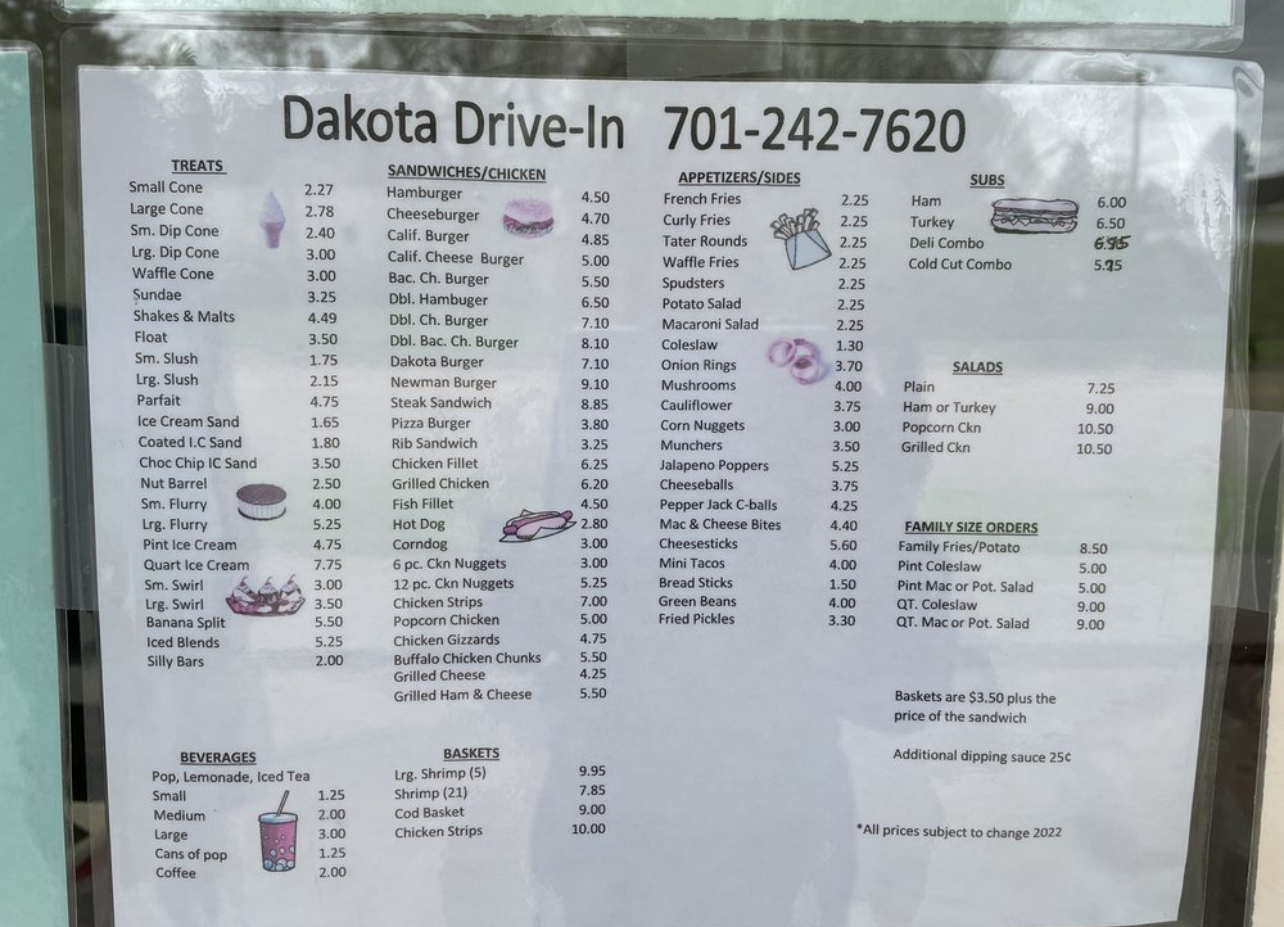 Dakota Drive-In 701-242-7620
TREATS
Small Cone 2.27
Large Cone 2.78
Sm. Dip Cone 2.40
Lrg. Dip Cone 3.00
Waffle Cone 3.00
Sundae 3.25
Shakes & Malts 4.49
Float 3.50
Sm. Slush 1.75
Lrg. Slush 2.15
Parfait 4.75
Ice Cream Sand 1.65
Coated I.C Sand 1.80
Choc Chip IC Sand 3.50
Nut Barrel 2.50
Sm. Flurry 4.00
Lrg. Flurry 5.25
Pint Ice Cream 4.75
Quart Ice Cream 7.75
Sm. Swirl 3.00
Lrg. Swirl 3.50
Banana Split 5.50
Iced Blends 5.25
Silly Bars 2.00
BEVERAGES
Pop, Lemonade, Iced Tea
Small 1.25
Medium 2.00
Large 3.00
Cans of pop 1.25
Coffee 2.00
SANDWICHES/CHICKEN
Hamburger 4.50
Cheeseburger 4.70
Calif. Burger 4.85
Calif. Cheese Burger 5.00
Bac. Ch. Burger 5.50
Dbl. Hambuger 6.50
Dbl. Ch. Burger 7.10
Dbl. Bac. Ch. Burger 8.10
Dakota Burger 7.10
Newman Burger 9.10
Steak Sandwich 8.85
Pizza Burger 3.80
Rib Sandwich 3.25
Chicken Fillet 6.25
Grilled Chicken 6.20
Fish Fillet 4.50
Hot Dog 2.80
Corndog 3.00
6 pc. Ckn Nuggets 3.00
12 pc. Ckn Nuggets 5.25
Chicken Strips 7.00
Popcorn Chicken 5.00
Chicken Gizzards 4.75
Buffalo Chicken Chunks 5.50
Grilled Cheese 4.25
Grilled Ham & Cheese 5.50
BASKETS
Lrg. Shrimp (5) 9.95
Shrimp (21) 7.85
Cod Basket 9.00
Chicken Strips 10.00
APPETIZERS/SIDES
French Fries 2.25
Curly Fries 2.25
Tater Rounds 2.25
Waffle Fries 2.25
Spudsters 2.25
Potato Salad 2.25
Macaroni Salad 2.25
Coleslaw 1.30
Onion Rings 3.70
Mushrooms 4.00
Cauliflower 3.75
Corn Nuggets 3.00
Munchers 3.50
Jalapeno Poppers 5.25
Cheeseballs 3.75
Pepper Jack C-balls 4.25
Mac & Cheese Bites 4.40
Cheesesticks 5.60
Mini Tacos 4.00
Bread Sticks 1.50
Green Beans 4.00
Fried Pickles 3.30
SUBS
Ham 6.00
Turkey 6.50
Deli Combo
Cold Cut Combo 5.75
SALADS
Plain 7.25
Ham or Turkey 9.00
Popcorn Ckn 10.50
Grilled Ckn 10.50
FAMILY SIZE ORDERS
Family Fries/Potato 8.50
Pint Coleslaw 5.00
Pint Mac or Pot. Salad 5.00
QT. Coleslaw 9.00
QT. Mac or Pot. Salad 9.00
Baskets are $3.50 plus the
price of the sandwich
Additional dipping sauce 25¢
*All prices subject to change 2022